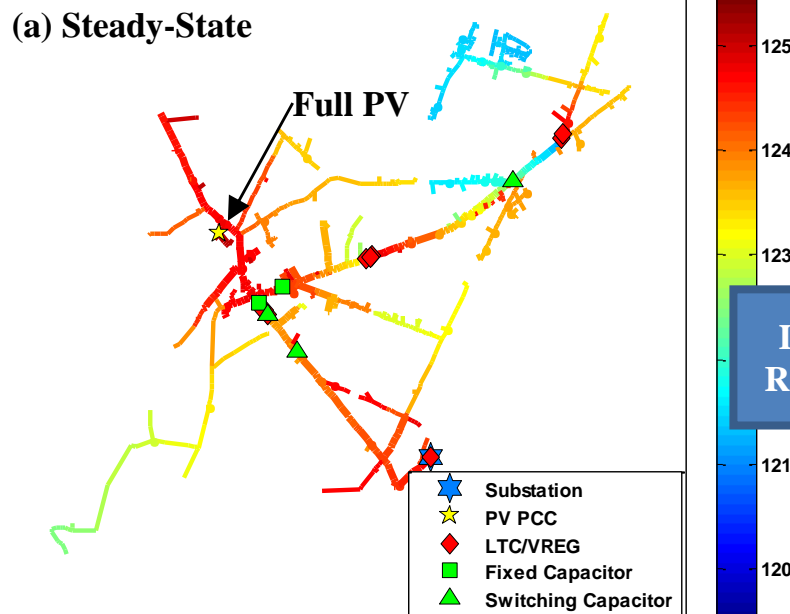 (a) Steady-State
Full PV
125
124
123
121
120
Substation
PV PCC
LTC/VREG
Fixed Capacitor
Switching Capacitor